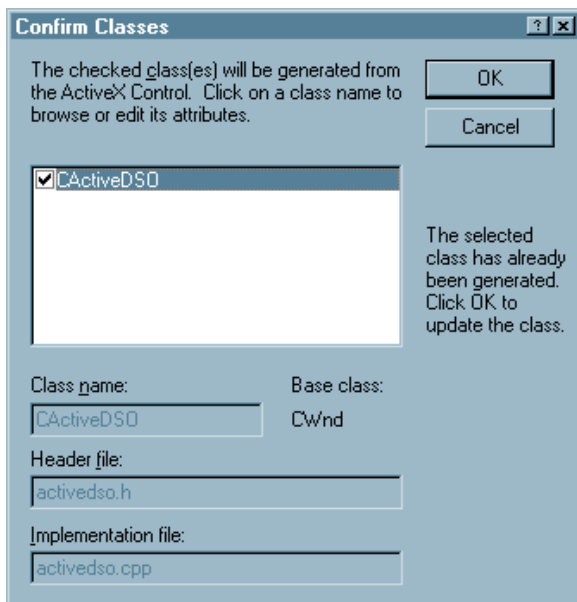 Confirm Classes
The checked class(es) will be generated from
the ActiveX Control. Click on a class name to
browse or edit its attributes.
OK
Cancel
CActiveDSO
The selected
class has already
been generated.
Click OK to
update the class.
Class name:
Base class:
CActiveDSO
CWnd
Header file:
activedso.h
Implementation file:
activedso.cpp